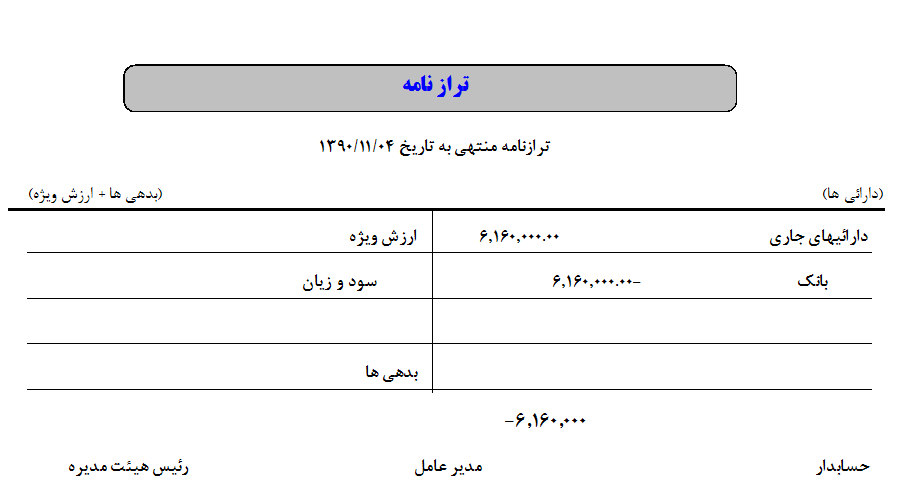 تراز نامه
ترازنامه منتهی به تاریخ ۱۳۹۰/۱۱/۰۴
(دارائی ها) (بدهی ها + ارزش ویژه)
دارائیهای جاری ۶,۱۶۰,۰۰۰.۰۰ ارزش ویژه
بانک -۶,۱۶۰,۰۰۰.۰۰ سود و زیان
بدهی ها
-۶,۱۶۰,۰۰۰
حسابدار مدیر عامل رئیس هیئت مدیره